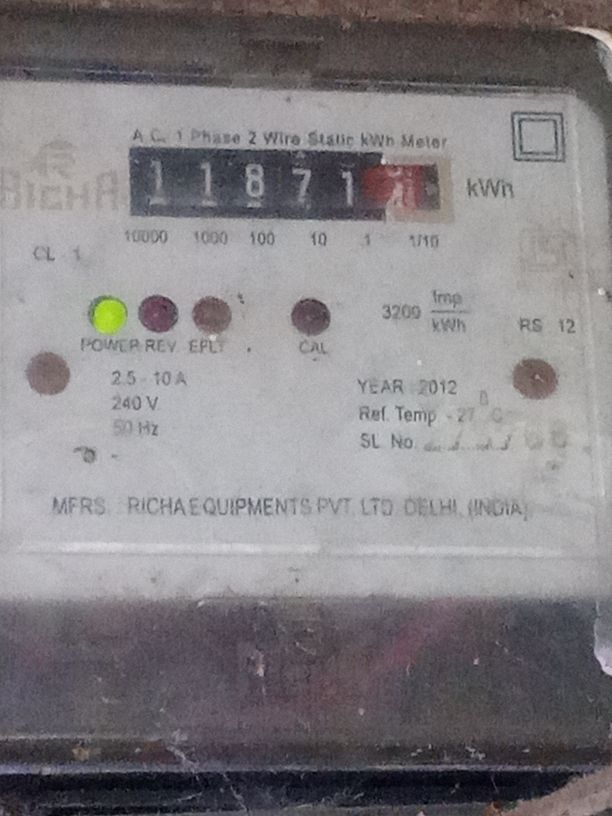 A.C. 1 Phase 2 Wire Static kWh Meter
RICHA
1 1 8 7 1
kWh
10000 1000 100 10 1 1/10
CL 1
3200 Imp
kWh
RS 12
POWER REV EPLT CAL
2.5 - 10 A
240 V
50 Hz
YEAR : 2012
Ref. Temp - 27 C
SL No.
MFRS. : RICHA EQUIPMENTS PVT. LTD. DELHI. (INDIA)